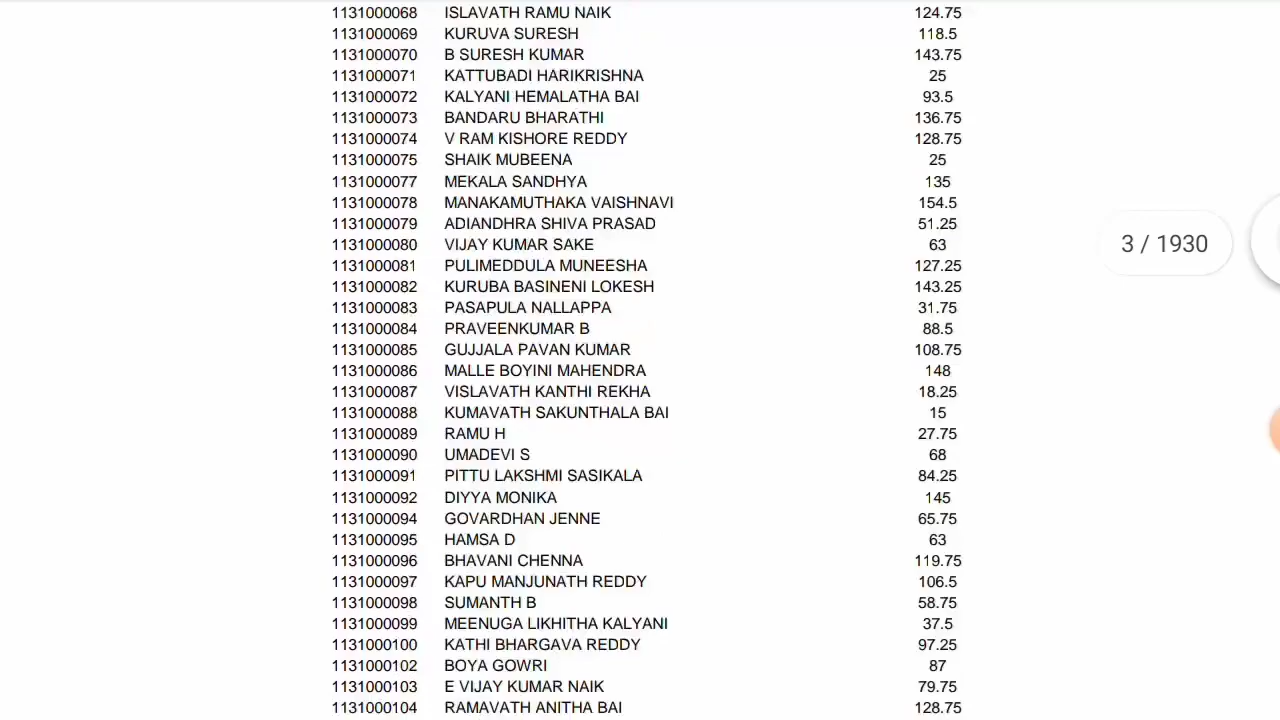 1131000068 ISLAVATH RAMU NAIK 124.75
1131000069 KURUVA SURESH 118.5
1131000070 B SURESH KUMAR 143.75
1131000071 KATTUBADI HARIKRISHNA 25
1131000072 KALYANI HEMALATHA BAI 93.5
1131000073 BANDARU BHARATHI 136.75
1131000074 V RAM KISHORE REDDY 128.75
1131000075 SHAIK MUBEENA 25
1131000077 MEKALA SANDHYA 135
1131000078 MANAKAMUTHAKA VAISHNAVI 154.5
1131000079 ADIANDHRA SHIVA PRASAD 51.25
1131000080 VIJAY KUMAR SAKE 63
3 / 1930
1131000081 PULIMEDDULA MUNEESHA 127.25
1131000082 KURUBA BASINENI LOKESH 143.25
1131000083 PASAPULA NALLAPPA 31.75
1131000084 PRAVEENKUMAR B 88.5
1131000085 GUJJALA PAVAN KUMAR 108.75
1131000086 MALLE BOYINI MAHENDRA 148
1131000087 VISLAVATH KANTHI REKHA 18.25
1131000088 KUMAVATH SAKUNTHALA BAI 15
1131000089 RAMU H 27.75
1131000090 UMADEVI S 68
1131000091 PITTU LAKSHMI SASIKALA 84.25
1131000092 DIYYA MONIKA 145
1131000094 GOVARDHAN JENNE 65.75
1131000095 HAMSA D 63
1131000096 BHAVANI CHENNA 119.75
1131000097 KAPU MANJUNATH REDDY 106.5
1131000098 SUMANTH B 58.75
1131000099 MEENUGA LIKHITHA KALYANI 37.5
1131000100 KATHI BHARGAVA REDDY 97.25
1131000102 BOYA GOWRI 87
1131000103 E VIJAY KUMAR NAIK 79.75
1131000104 RAMAVATH ANITHA BAI 128.75